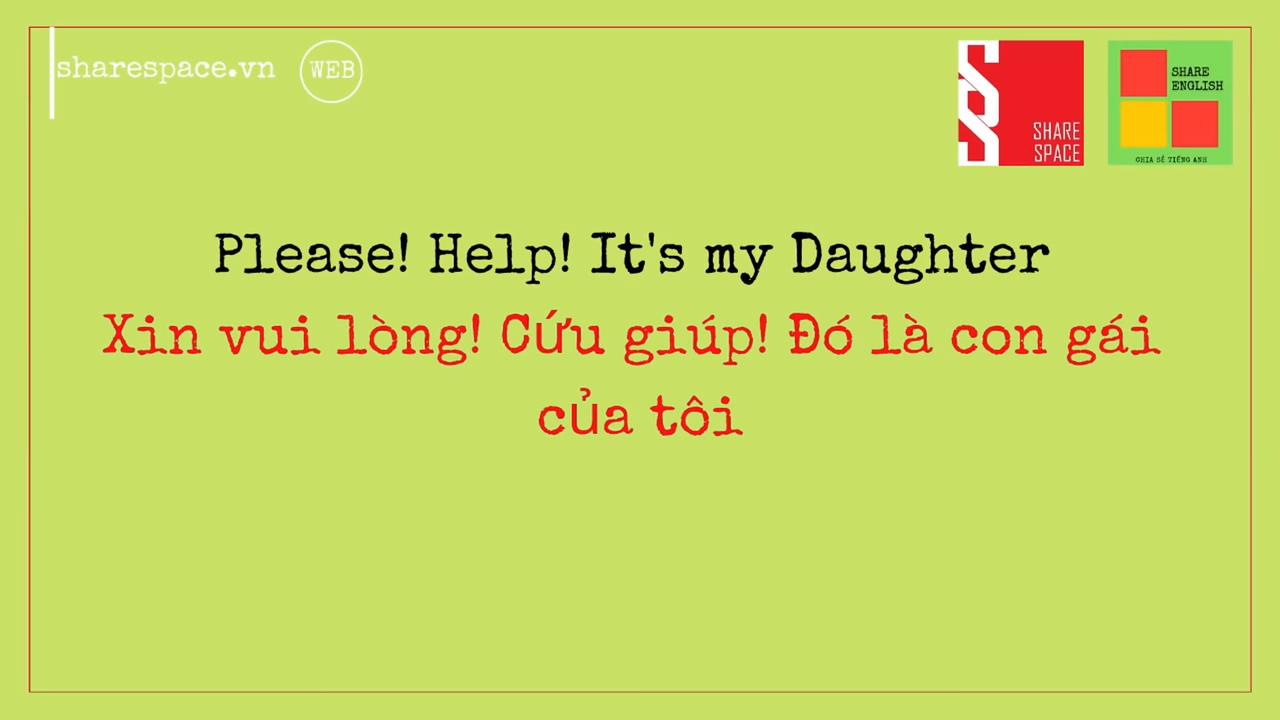 sharespace.vn WEB
SHARE
SPACE
SHARE
ENGLISH
CHIA SẺ TIẾNG ANH
Please! Help! It's my Daughter
Xin vui lòng! Cứu giúp! Đó là con gái
của tôi